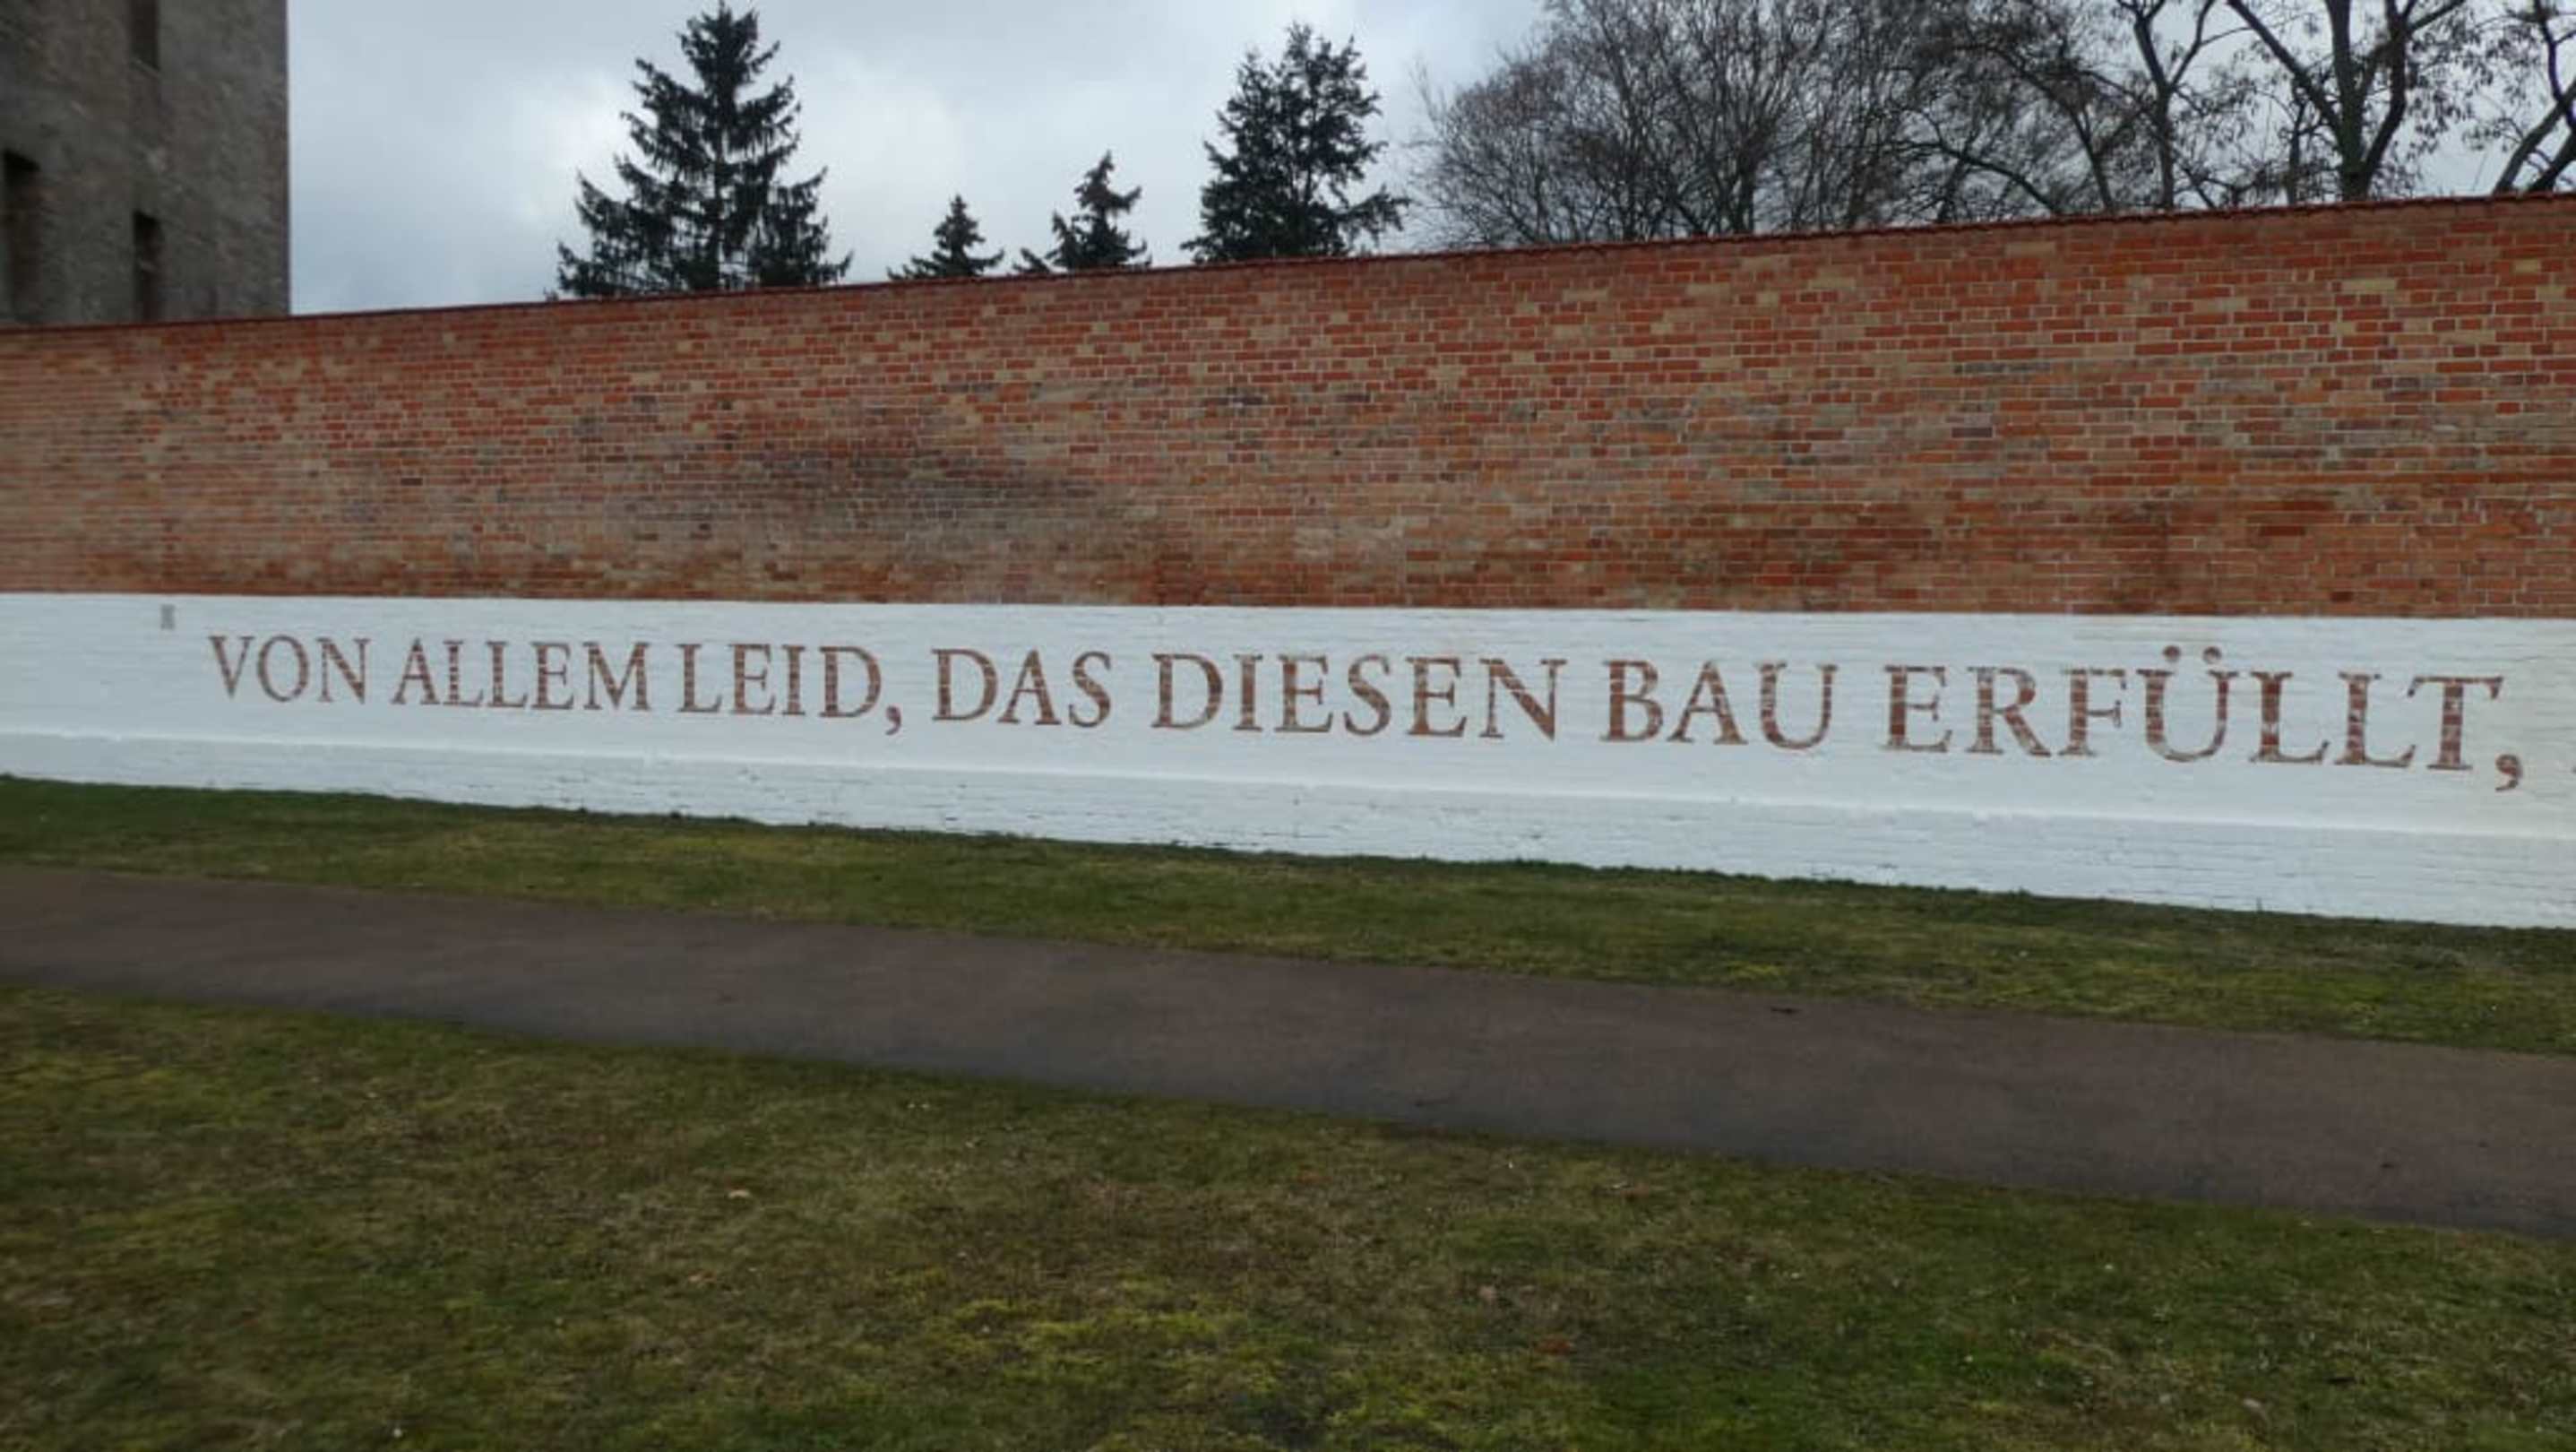 VON ALLEM LEID, DAS DIESEN BAU ERFÜLLT,